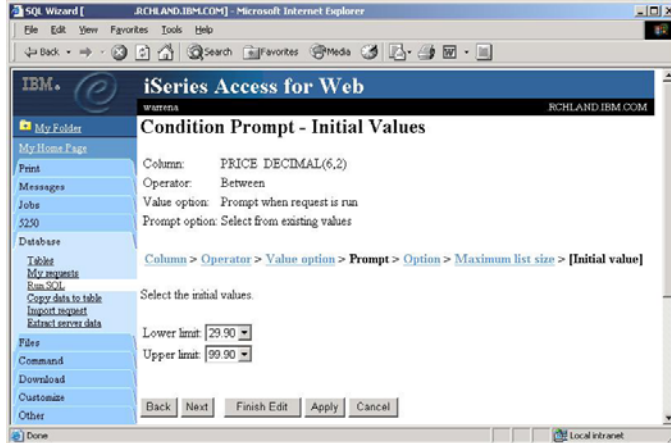 SQL Wizard [ .RCHLAND.IBM.COM] - Microsoft Internet Explorer
File Edit View Favorites Tools Help
Back Search Favorites Media
IBM.
iSeries Access for Web
warrena RCHLAND.IBM.COM
My Folder
My Home Page
Print
Messages
Jobs
5250
Database
Tables
My requests
Run SQL
Copy data to table
Import request
Extract server data
Files
Command
Download
Customize
Other
Condition Prompt - Initial Values
Column: PRICE DECIMAL(6,2)
Operator: Between
Value option: Prompt when request is run
Prompt option: Select from existing values
Column > Operator > Value option > Prompt > Option > Maximum list size > [Initial value]
Select the initial values.
Lower limit: 29.90
Upper limit: 99.90
Back Next Finish Edit Apply Cancel
Done Local intranet